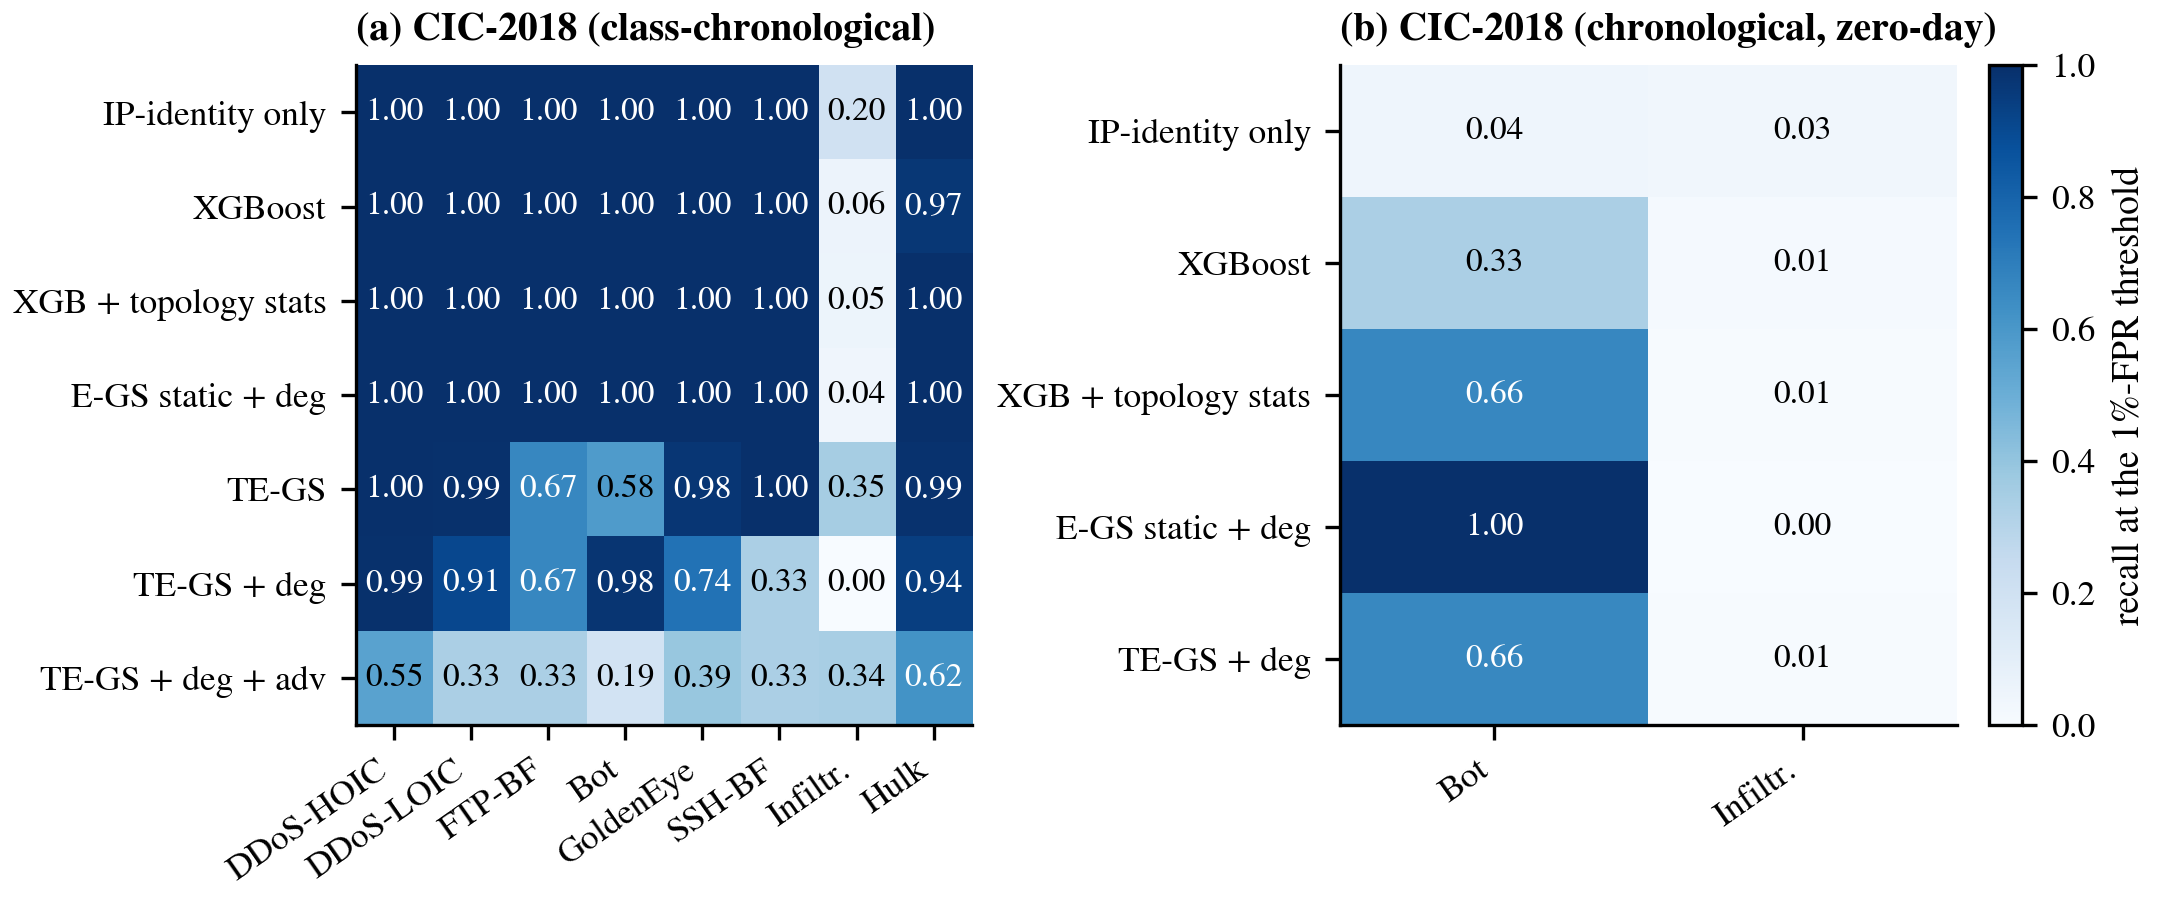 (a) CIC-2018 (class-chronological)
IP-identity only 1.00 1.00 1.00 1.00 1.00 1.00 0.20 1.00
XGBoost 1.00 1.00 1.00 1.00 1.00 1.00 0.06 0.97
XGB + topology stats 1.00 1.00 1.00 1.00 1.00 1.00 0.05 1.00
E-GS static + deg 1.00 1.00 1.00 1.00 1.00 1.00 0.04 1.00
TE-GS 1.00 0.99 0.67 0.58 0.98 1.00 0.35 0.99
TE-GS + deg 0.99 0.91 0.67 0.98 0.74 0.33 0.00 0.94
TE-GS + deg + adv 0.55 0.33 0.33 0.19 0.39 0.33 0.34 0.62
DDoS-HOIC DDoS-LOIC FTP-BF Bot GoldenEye SSH-BF Infiltr. Hulk
(b) CIC-2018 (chronological, zero-day)
IP-identity only 0.04 0.03
XGBoost 0.33 0.01
XGB + topology stats 0.66 0.01
E-GS static + deg 1.00 0.00
TE-GS + deg 0.66 0.01
Bot Infiltr.
1.0
0.8
0.6
0.4
0.2
0.0
recall at the 1%-FPR threshold